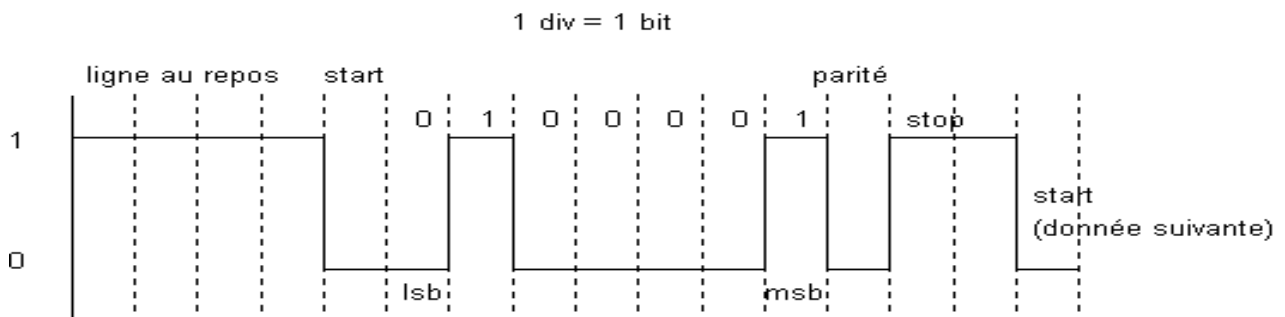 1 div = 1 bit
ligne au repos start parité
0 1 0 0 0 0 1 stop
1
start
(donnée suivante)
0
lsb msb